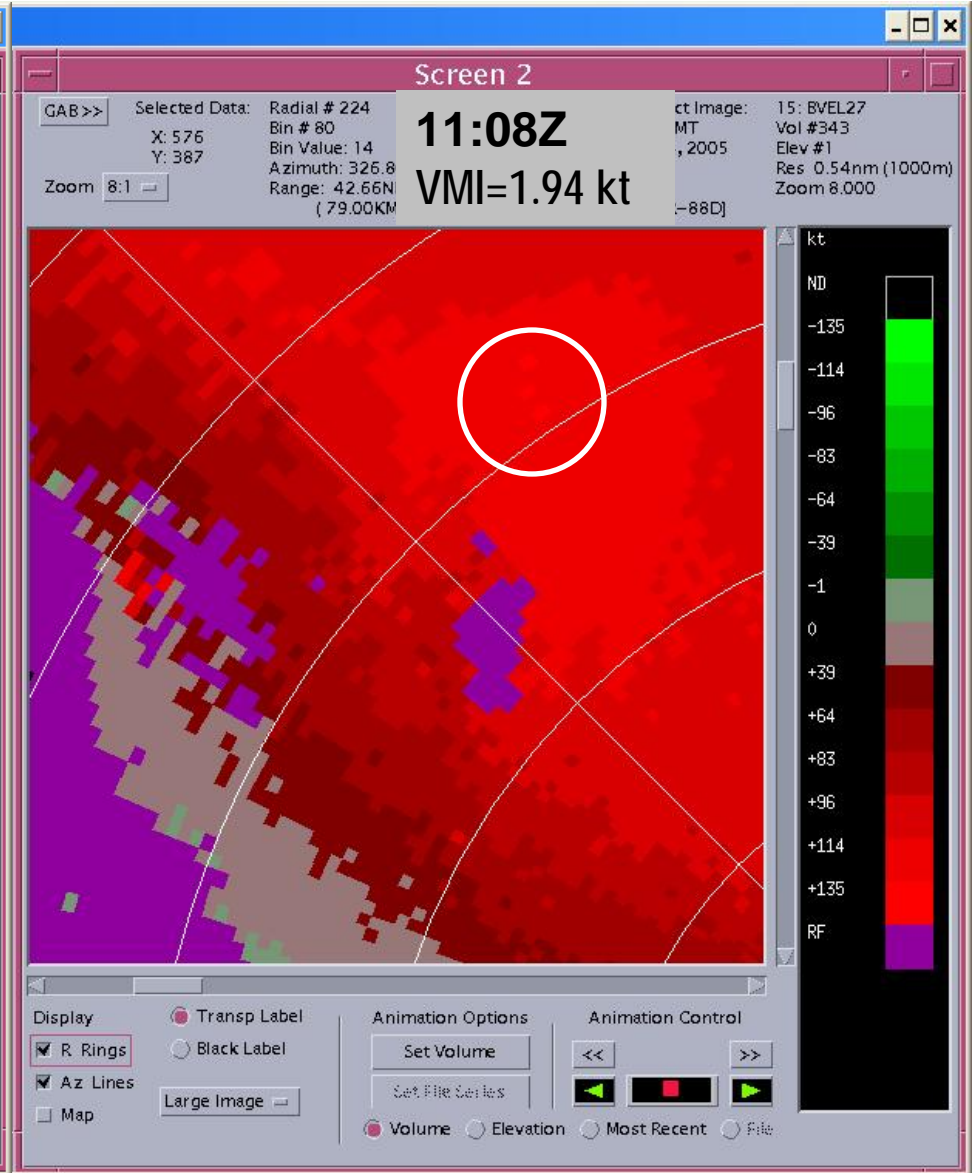 Screen 2
GAB>>
Selected Data:
X: 576
Y: 387
Zoom 8:1
Radial # 224
Bin # 80
Bin Value: 14
Azimuth: 326.8
Range: 42.66N
( 79.00KM
11:08Z
VMI=1.94 kt
ct Image:
MT
, 2005
-88D]
15: BVEL27
Vol #343
Elev #1
Res 0.54nm (1000m)
Zoom 8.000
kt
ND
-135
-114
-96
-83
-64
-39
-1
0
+39
+64
+83
+96
+114
+135
RF
Display
R Rings
Az Lines
Map
Transp Label
Black Label
Large Image
Animation Options
Set Volume
Set File Series
Animation Control
<< >>
Volume Elevation Most Recent File